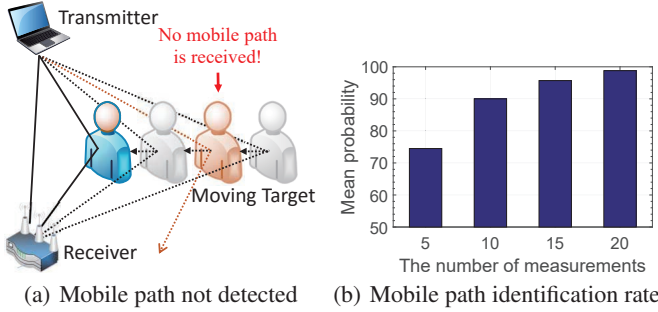 Transmitter
No mobile path
is received!
Moving Target
Receiver
(a) Mobile path not detected
Mean probability
100
90
80
70
60
50
5 10 15 20
The number of measurements
(b) Mobile path identification rate